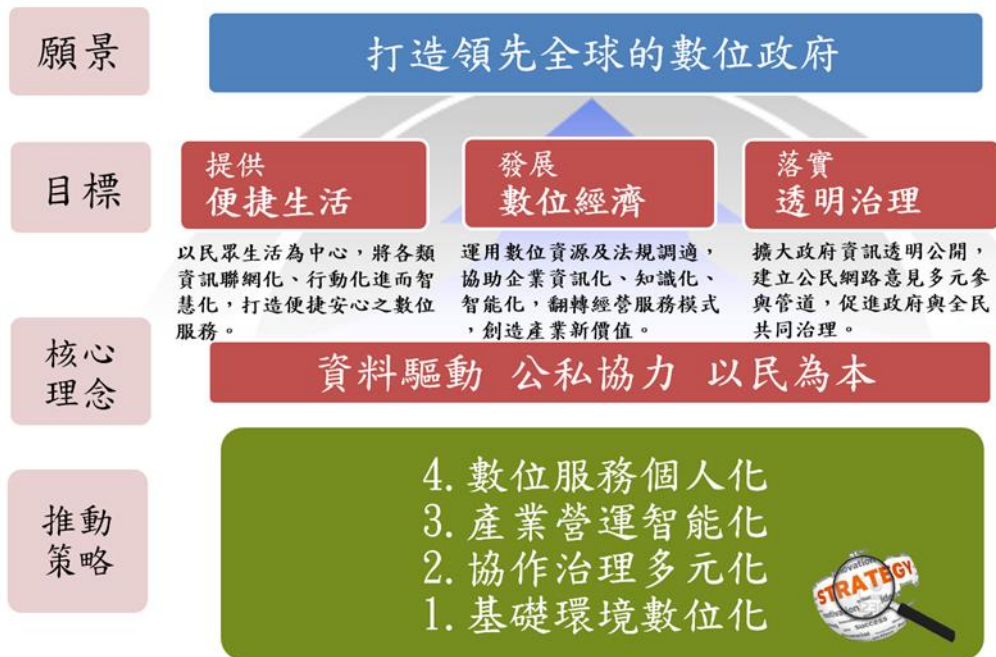 願景
打造領先全球的數位政府
目標
提供
便捷生活
以民眾生活為中心，將各類
資訊聯網化、行動化進而智
慧化，打造便捷安心之數位
服務。
發展
數位經濟
運用數位資源及法規調適，
協助企業資訊化、知識化、
智能化，翻轉經營服務模式
，創造產業新價值。
落實
透明治理
擴大政府資訊透明公開，
建立公民網路意見多元參
與管道，促進政府與全民
共同治理。
核心
理念
資料驅動 公私協力 以民為本
推動
策略
4. 數位服務個人化
3. 產業營運智能化
2. 協作治理多元化
1. 基礎環境數位化
STRATEGY
success